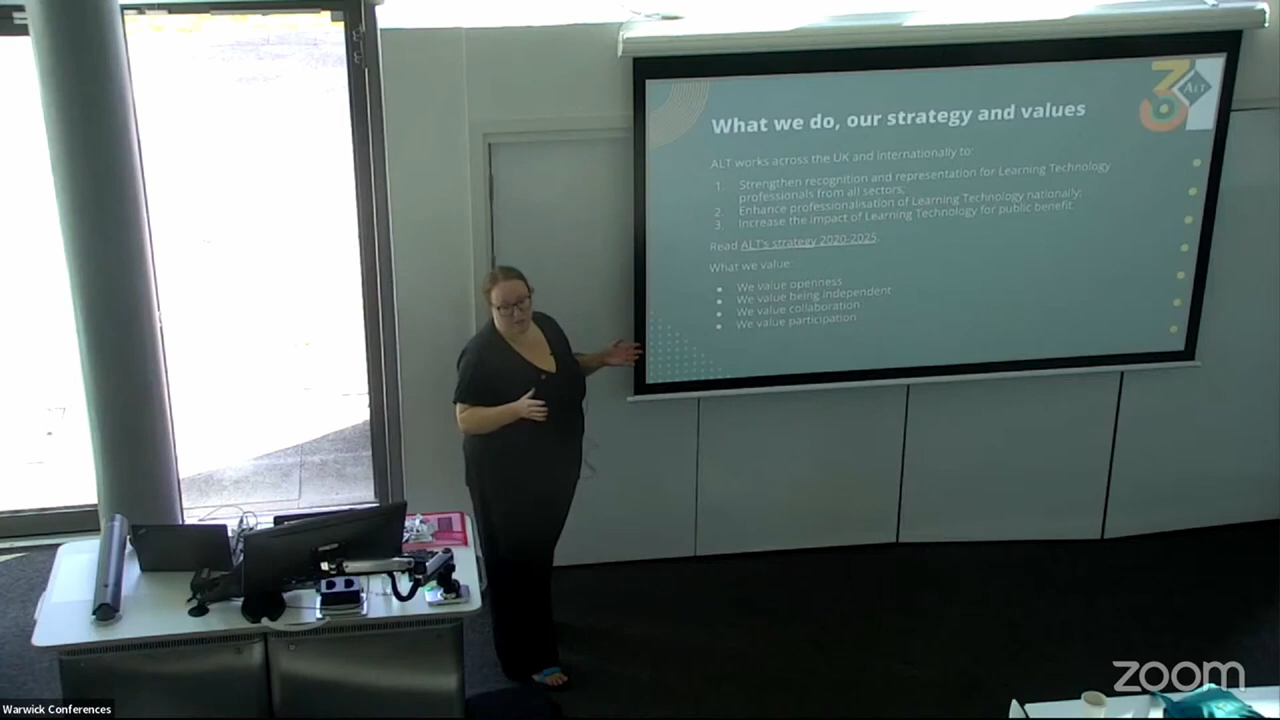 ALT
What we do, our strategy and values
ALT works across the UK and internationally to:
1. Strengthen recognition and representation for Learning Technology
professionals from all sectors;
2. Enhance professionalisation of Learning Technology nationally;
3. Increase the impact of Learning Technology for public benefit.
Read ALT's strategy 2020-2025.
What we value:
We value openness
We value being independent
We value collaboration
We value participation
zoom
Warwick Conferences